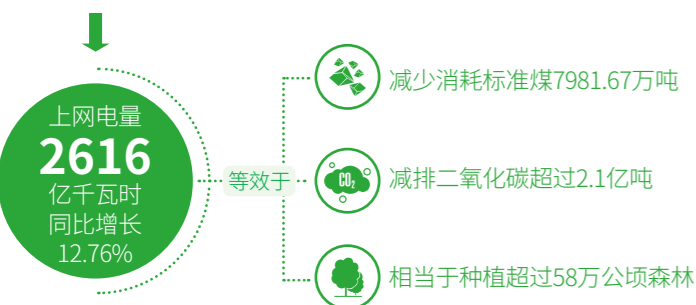 上网电量
2616
亿千瓦时
同比增长
12.76%
等效于
减少消耗标准煤7981.67万吨
CO₂
减排二氧化碳超过2.1亿吨
相当于种植超过58万公顷森林